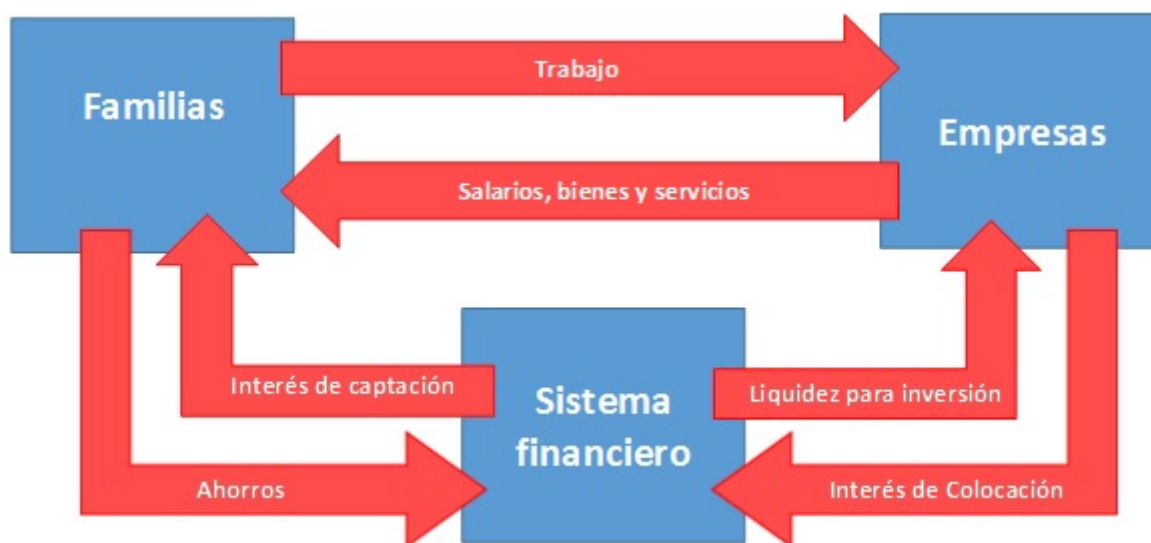 Familias
Trabajo
Empresas
Salarios, bienes y servicios
Interés de captación
Sistema
financiero
Liquidez para inversión
Ahorros
Interés de Colocación